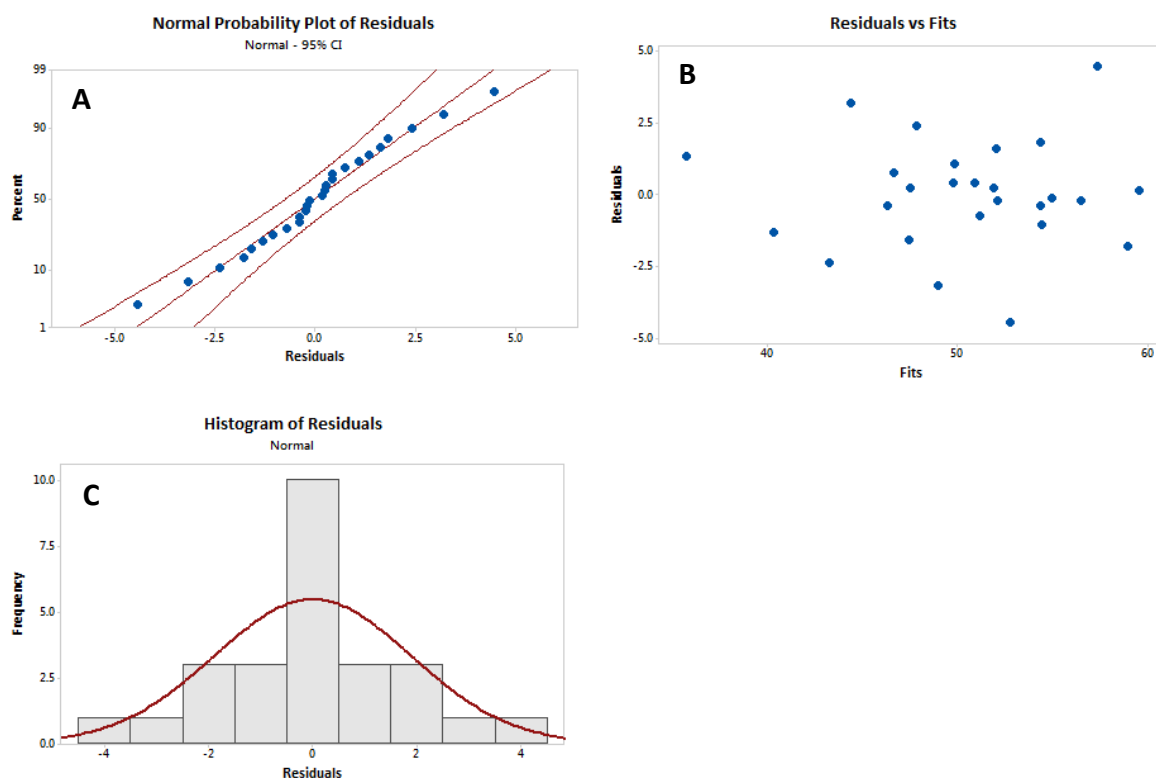 Normal Probability Plot of Residuals
Normal - 95% CI
A
99
90
50
10
1
Percent
-5.0 -2.5 0.0 2.5 5.0
Residuals
Residuals vs Fits
B
5.0
2.5
0.0
-2.5
-5.0
Residuals
40 50 60
Fits
Histogram of Residuals
Normal
C
10.0
7.5
5.0
2.5
0.0
Frequency
-4 -2 0 2 4
Residuals